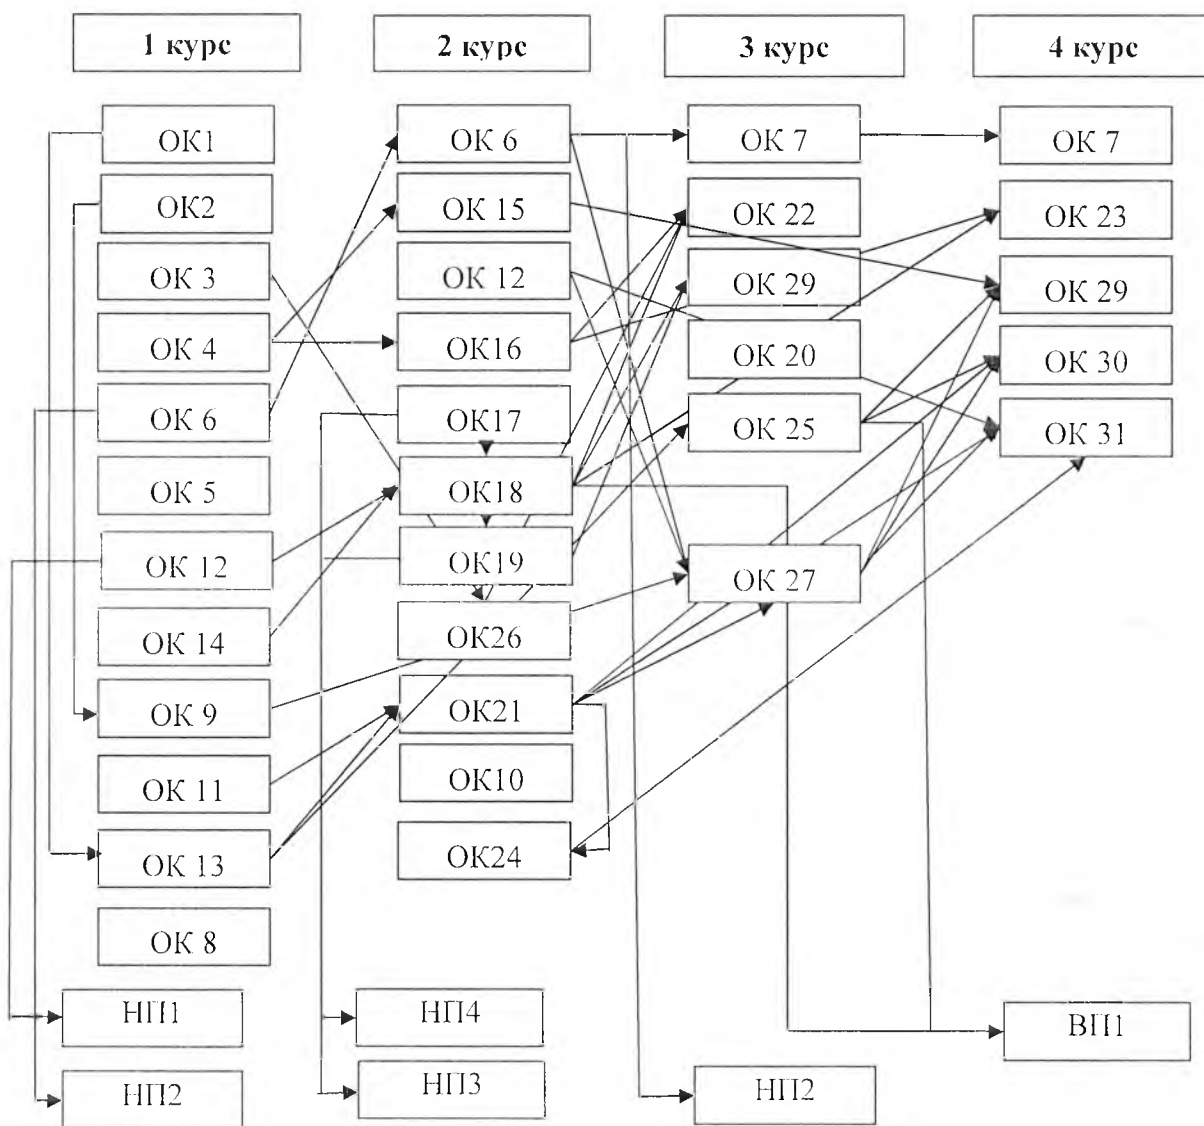 1 курс
2 курс
3 курс
4 курс
ОК1
ОК2
ОК 3
ОК 4
ОК 6
ОК 5
ОК 12
ОК 14
ОК 9
ОК 11
ОК 13
ОК 8
НП1
НП2
ОК 6
ОК 15
ОК 12
ОК16
ОК17
ОК18
ОК19
ОК26
ОК21
ОК10
ОК24
НП4
НП3
ОК 7
ОК 22
ОК 29
ОК 20
ОК 25
ОК 27
НП2
ОК 7
ОК 23
ОК 29
ОК 30
ОК 31
ВП1